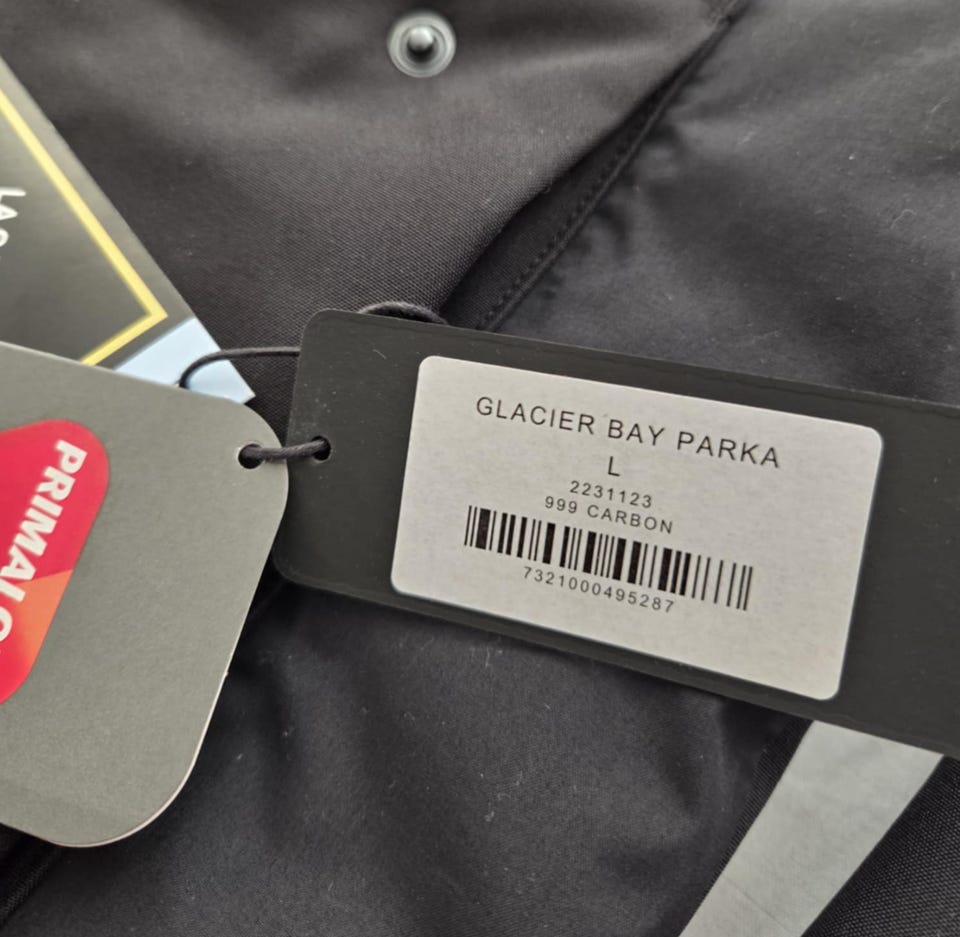 GLACIER BAY PARKA
L
2231123
999 CARBON
7321000495287